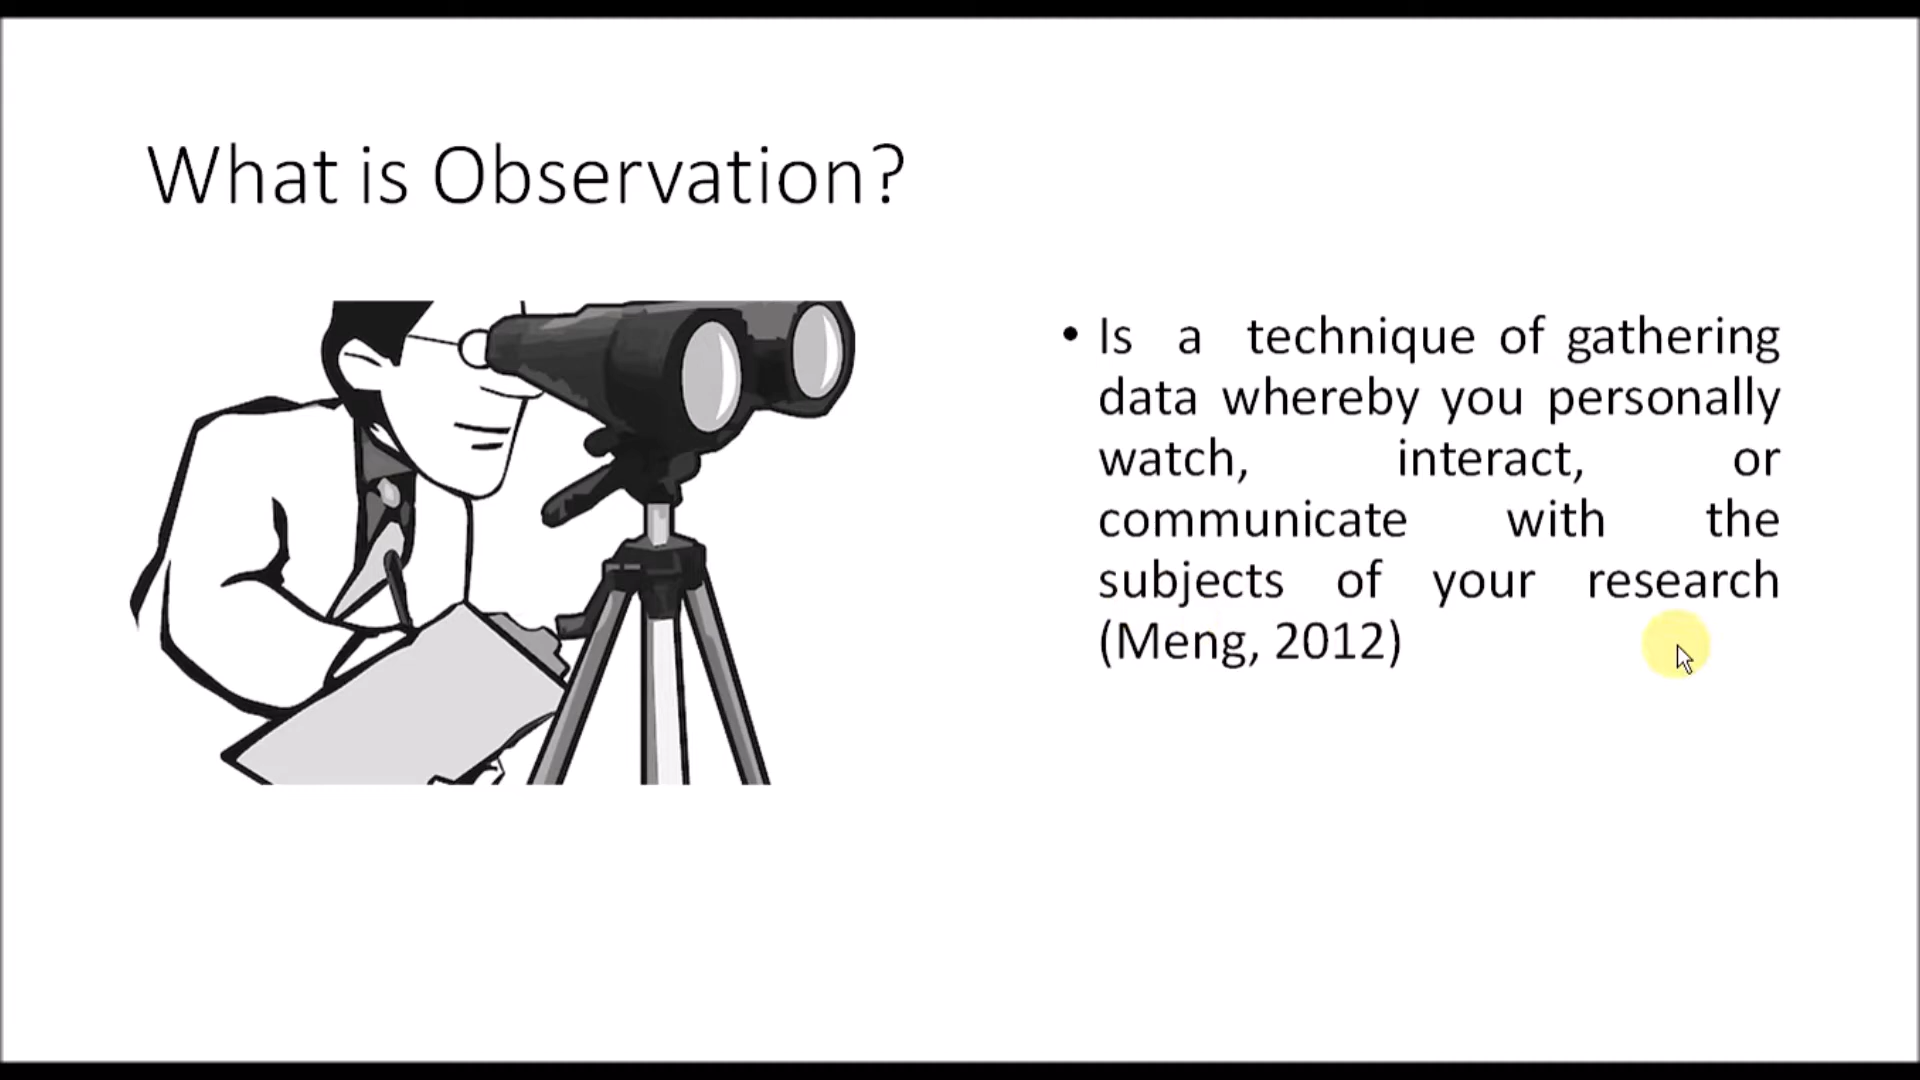 What is Observation?
• Is a technique of gathering
data whereby you personally
watch, interact, or
communicate with the
subjects of your research
(Meng, 2012)